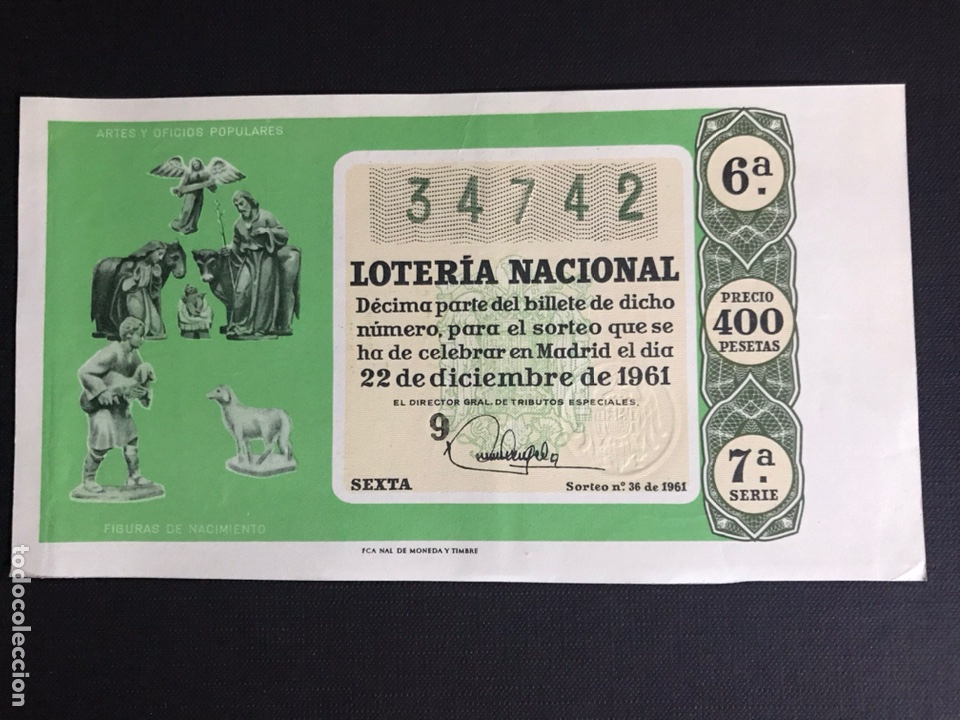 ARTES Y OFICIOS POPULARES
34742
LOTERÍA NACIONAL
Décima parte del billete de dicho
número, para el sorteo que se
ha de celebrar en Madrid el día
22 de diciembre de 1961
EL DIRECTOR GRAL. DE TRIBUTOS ESPECIALES,
9
SEXTA
Sorteo nº. 36 de 1961
6ª.
PRECIO
400
PESETAS
7ª.
SERIE
FIGURAS DE NACIMIENTO
FCA NAL DE MONEDA Y TIMBRE
todocoleccion.net